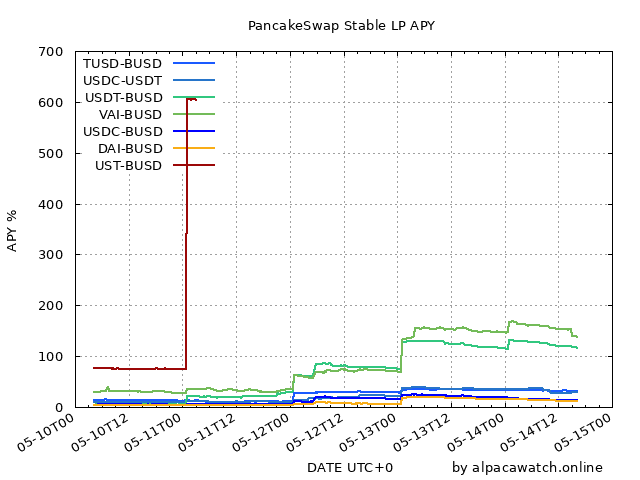 PancakeSwap Stable LP APY
700
600
500
400
300
200
100
0
APY %
TUSD-BUSD
USDC-USDT
USDT-BUSD
VAI-BUSD
USDC-BUSD
DAI-BUSD
UST-BUSD
05-10T00
05-10T12
05-11T00
05-11T12
05-12T00
05-12T12
05-13T00
05-13T12
05-14T00
05-14T12
05-15T00
DATE UTC+0
by alpacawatch.online